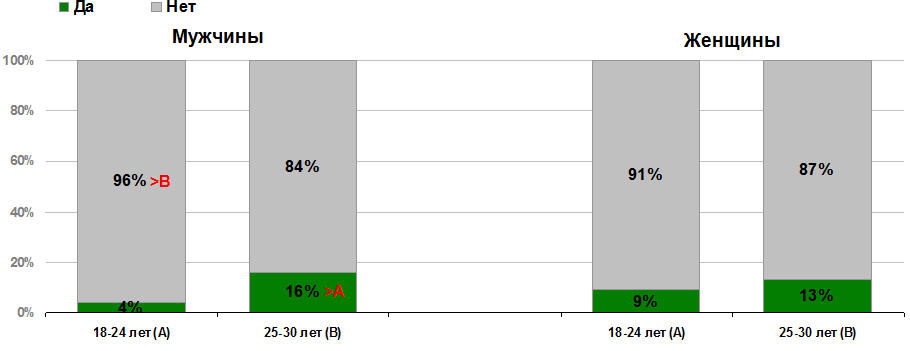 Да Нет
Мужчины Женщины
100%
80%
60%
40%
20%
0%
96% >B 84% 91% 87%
4% 16% >A 9% 13%
18-24 лет (A) 25-30 лет (B) 18-24 лет (A) 25-30 лет (B)